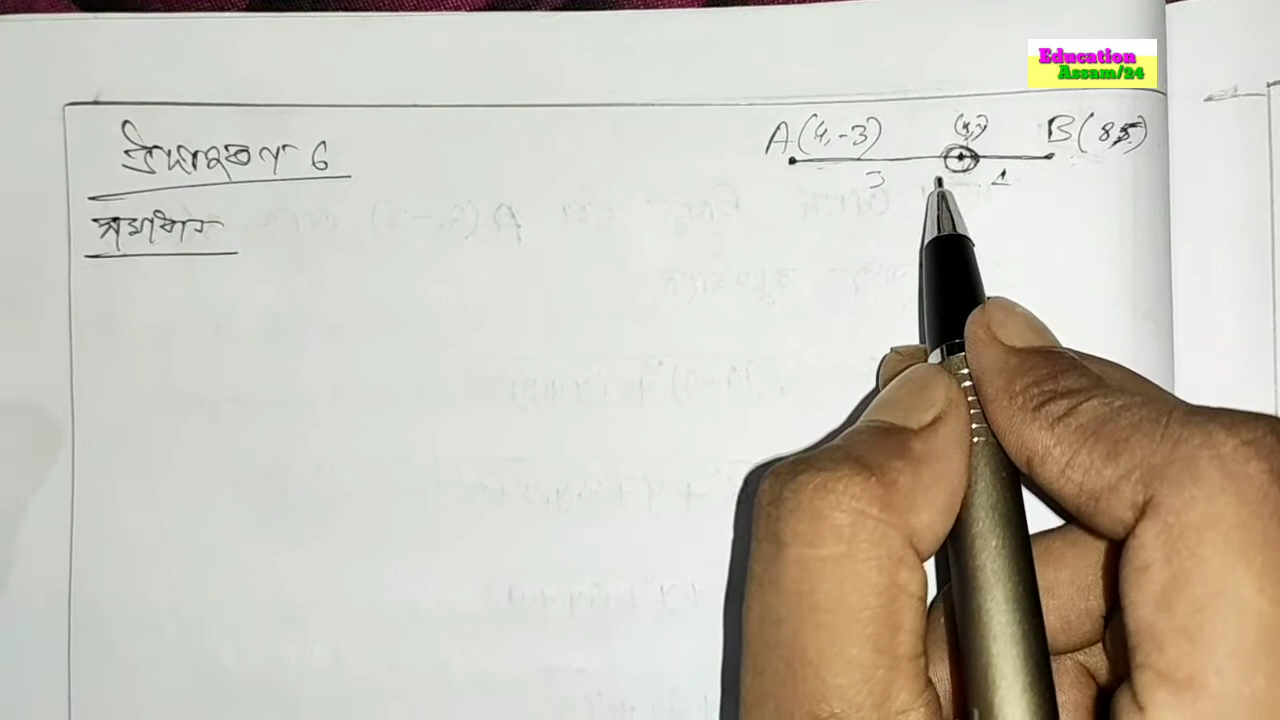 Education
Assam/24
উদাহৰণ 6
A(4,-3) (x,y) B(8,5)
3 1
সমাধান